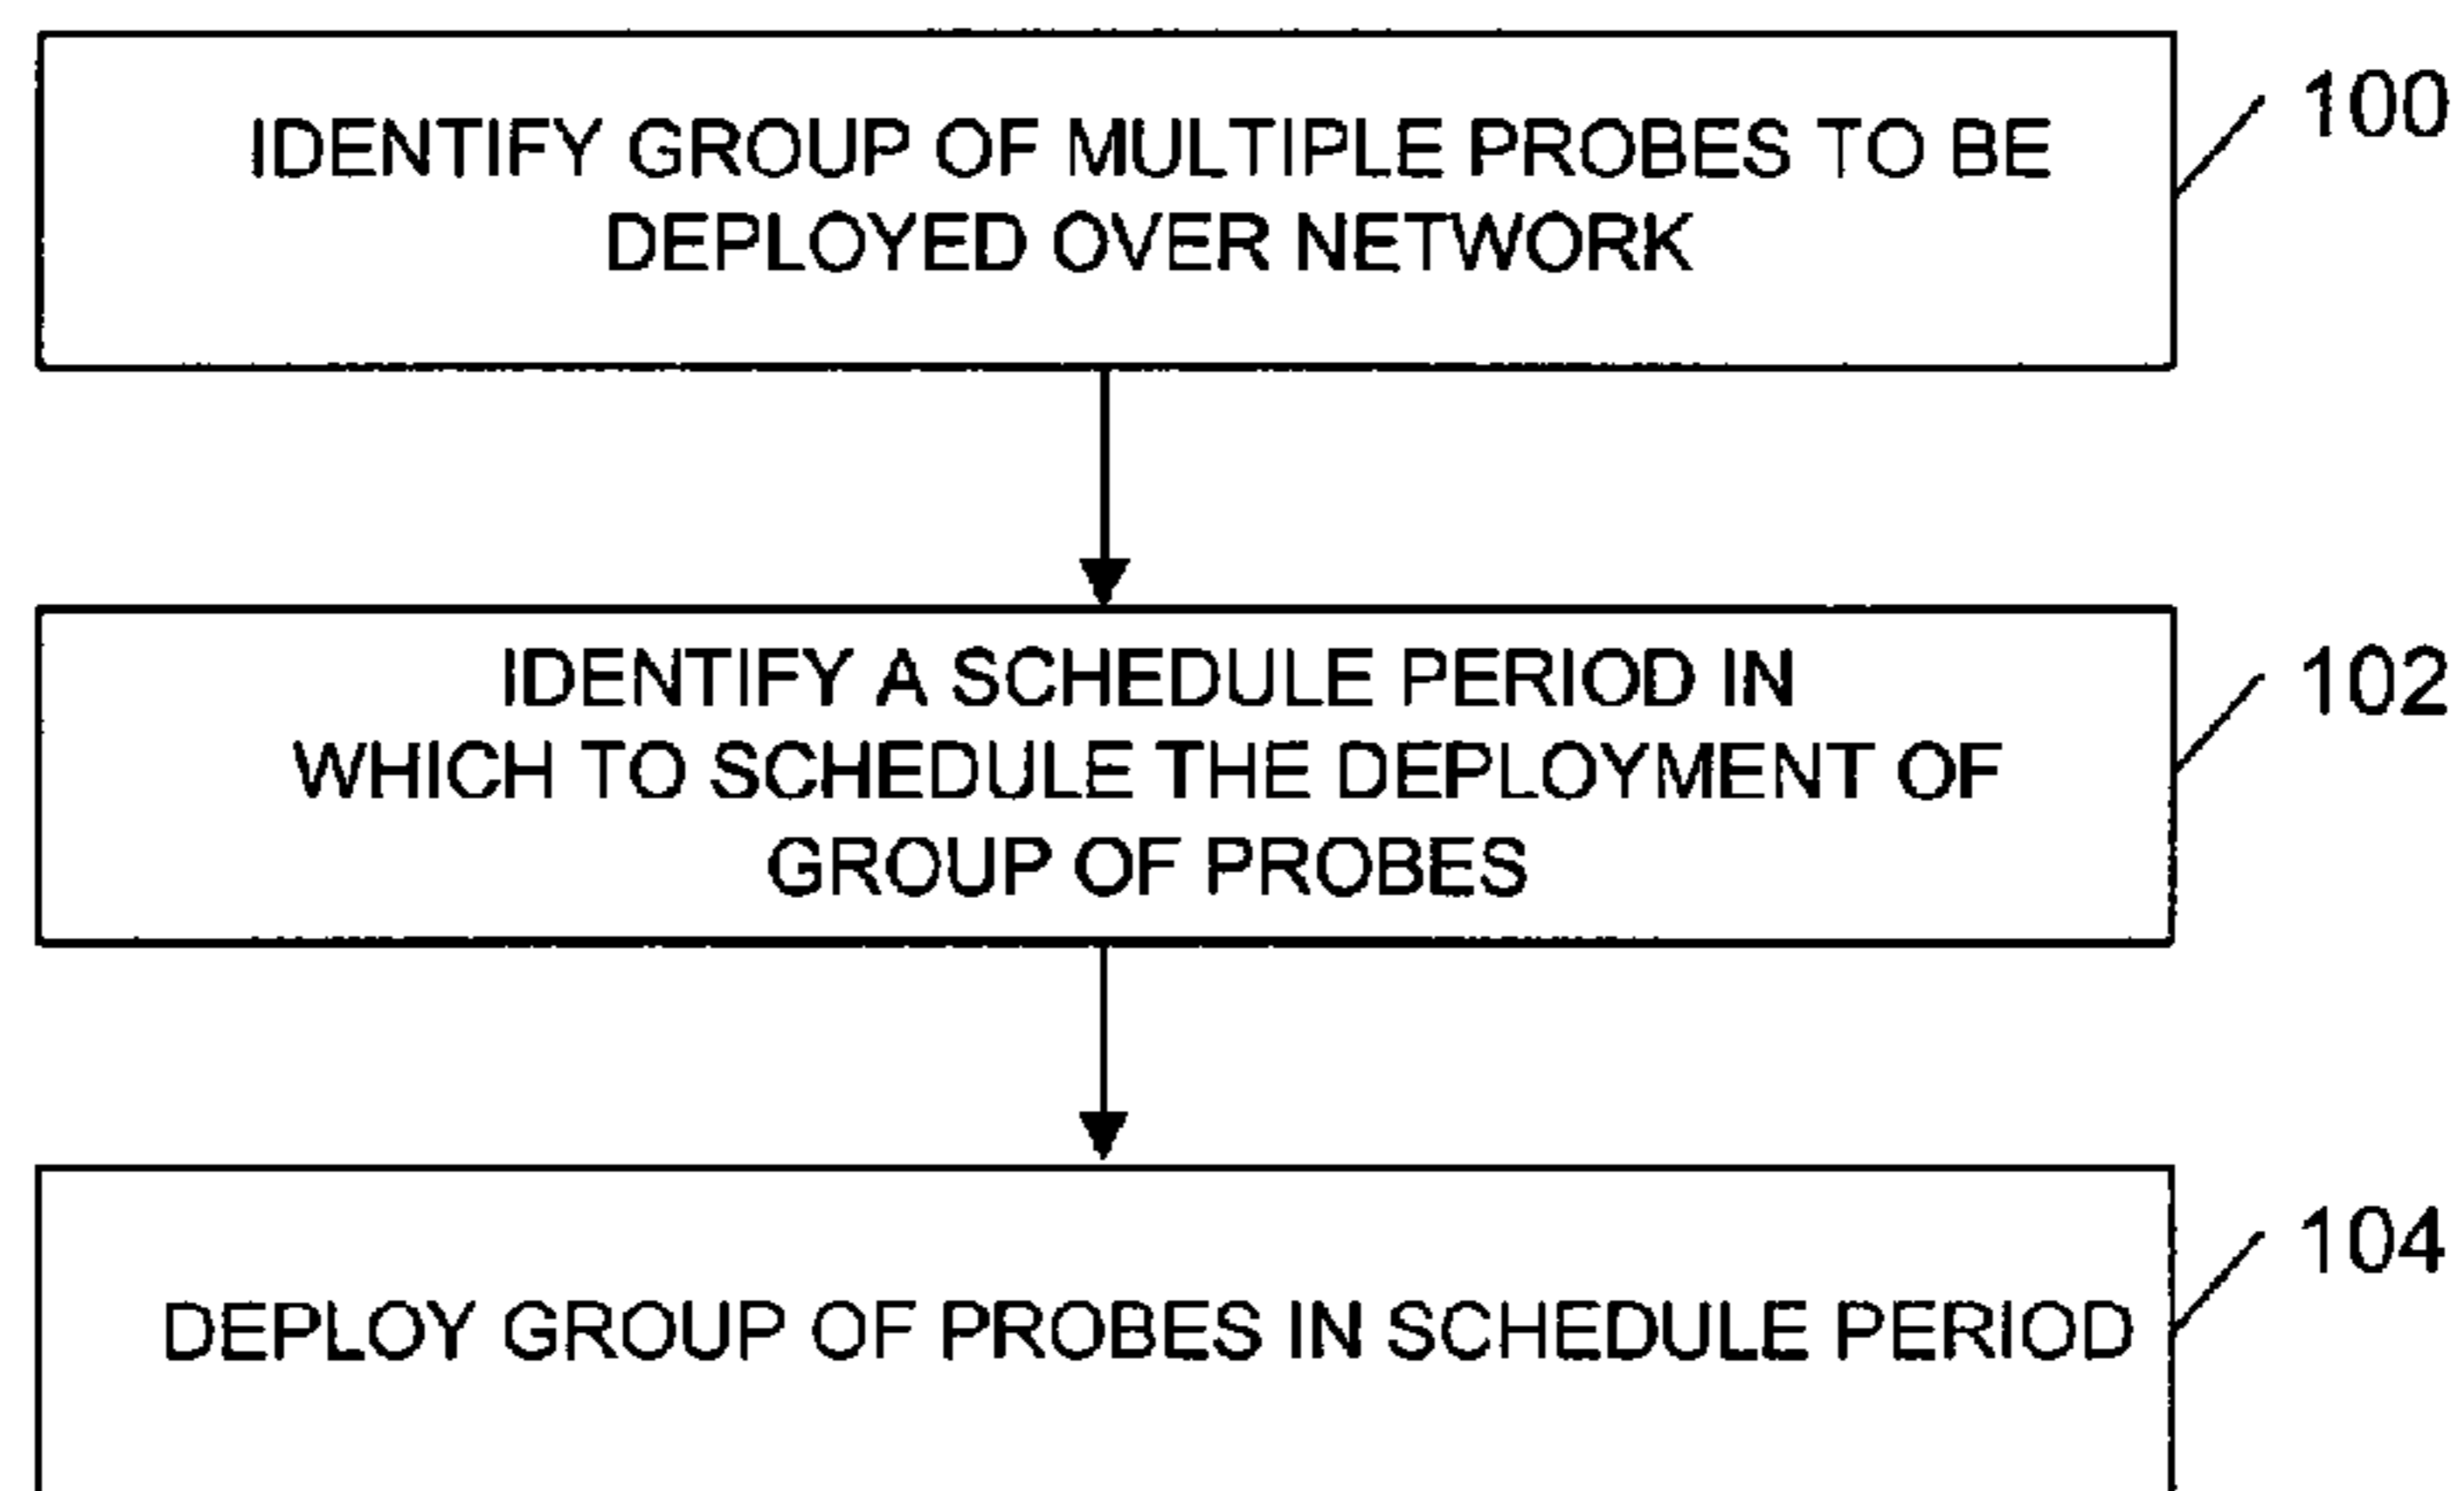 IDENTIFY GROUP OF MULTIPLE PROBES TO BE
DEPLOYED OVER NETWORK
100
IDENTIFY A SCHEDULE PERIOD IN
WHICH TO SCHEDULE THE DEPLOYMENT OF
GROUP OF PROBES
102
DEPLOY GROUP OF PROBES IN SCHEDULE PERIOD
104